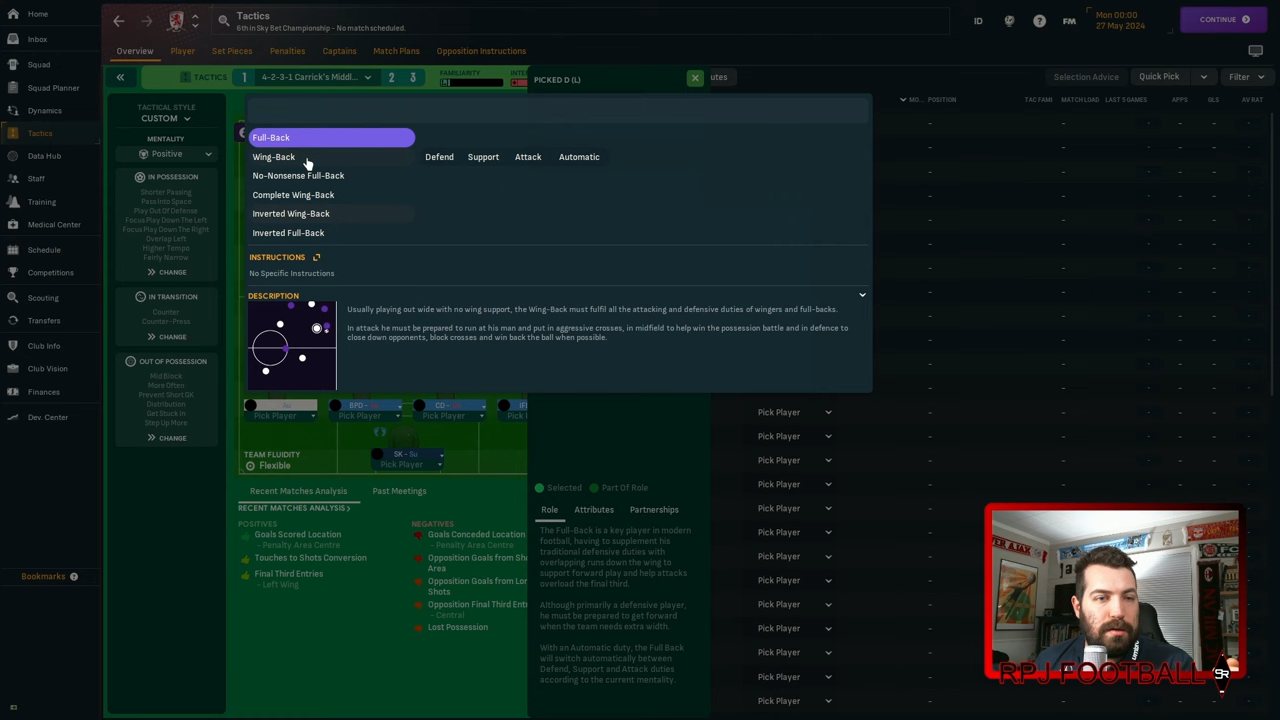 Home
Inbox
Squad
Squad Planner
Dynamics
Tactics
Data Hub
Staff
Training
Medical Center
Schedule
Competitions
Scouting
Transfers
Club Info
Club Vision
Finances
Dev. Center
Bookmarks
Tactics
6th in Sky Bet Championship - No match scheduled.
ID
FM
Mon 00:00
27 May 2024
CONTINUE
Overview
Player
Set Pieces
Penalties
Captains
Match Plans
Opposition Instructions
TACTICS
1
4-2-3-1 Carrick's Middl...
2
3
FAMILIARITY
PICKED D (L)
Selection Advice
Quick Pick
Filter
POSITION
TAC FAMI
MATCH LOAD
LAST 5 GAMES
APPS
GLS
AV RAT
TACTICAL STYLE
CUSTOM
MENTALITY
Positive
IN POSSESSION
Shorter Passing
Pass Into Space
Play Out Of Defense
Focus Play Down The Left
Focus Play Down The Right
Overlap Left
Higher Tempo
Fairly Narrow
CHANGE
IN TRANSITION
Counter
Counter-Press
CHANGE
OUT OF POSSESSION
Mid Block
More Often
Prevent Short GK
Distribution
Get Stuck In
Step Up More
CHANGE
Full-Back
Wing-Back
Defend
Support
Attack
Automatic
No-Nonsense Full-Back
Complete Wing-Back
Inverted Wing-Back
Inverted Full-Back
INSTRUCTIONS
No Specific Instructions
DESCRIPTION
Usually playing out wide with no wing support, the Wing-Back must fulfil all the attacking and defensive duties of wingers and full-backs.
In attack he must be prepared to run at his man and put in aggressive crosses, in midfield to help win the possession battle and in defence to
close down opponents, block crosses and win back the ball when possible.
Pick Player
Pick Player
Pick Player
Pick Pl
SK - Su
Pick Player
TEAM FLUIDITY
Flexible
Recent Matches Analysis
Past Meetings
RECENT MATCHES ANALYSIS >
POSITIVES
Goals Scored Location
- Penalty Area Centre
Touches to Shots Conversion
Final Third Entries
- Left Wing
NEGATIVES
Goals Conceded Location
- Penalty Area Centre
Opposition Goals from
Area
Opposition Goals from
Shots
Opposition Final Third
- Central
Lost Possession
Selected
Part Of Role
Role
Attributes
Partnerships
The Full-Back is a key player in modern
football, having to supplement his
traditional defensive duties with
overlapping runs down the wing to
support forward play and help attacks
overload the final third.
Although primarily a defensive player,
he must be prepared to get forward
when the team needs extra width.
With an Automatic duty, the Full Back
will switch automatically between
Defend, Support and Attack duties
according to the current mentality.
Pick Player
Pick Player
Pick Player
Pick Player
Pick Player
Pick Player
Pick Player
Pick Player
Pick Player
Pick Player
Pick Player
Pick Player
Pick Player
RPJ FOOTBALL